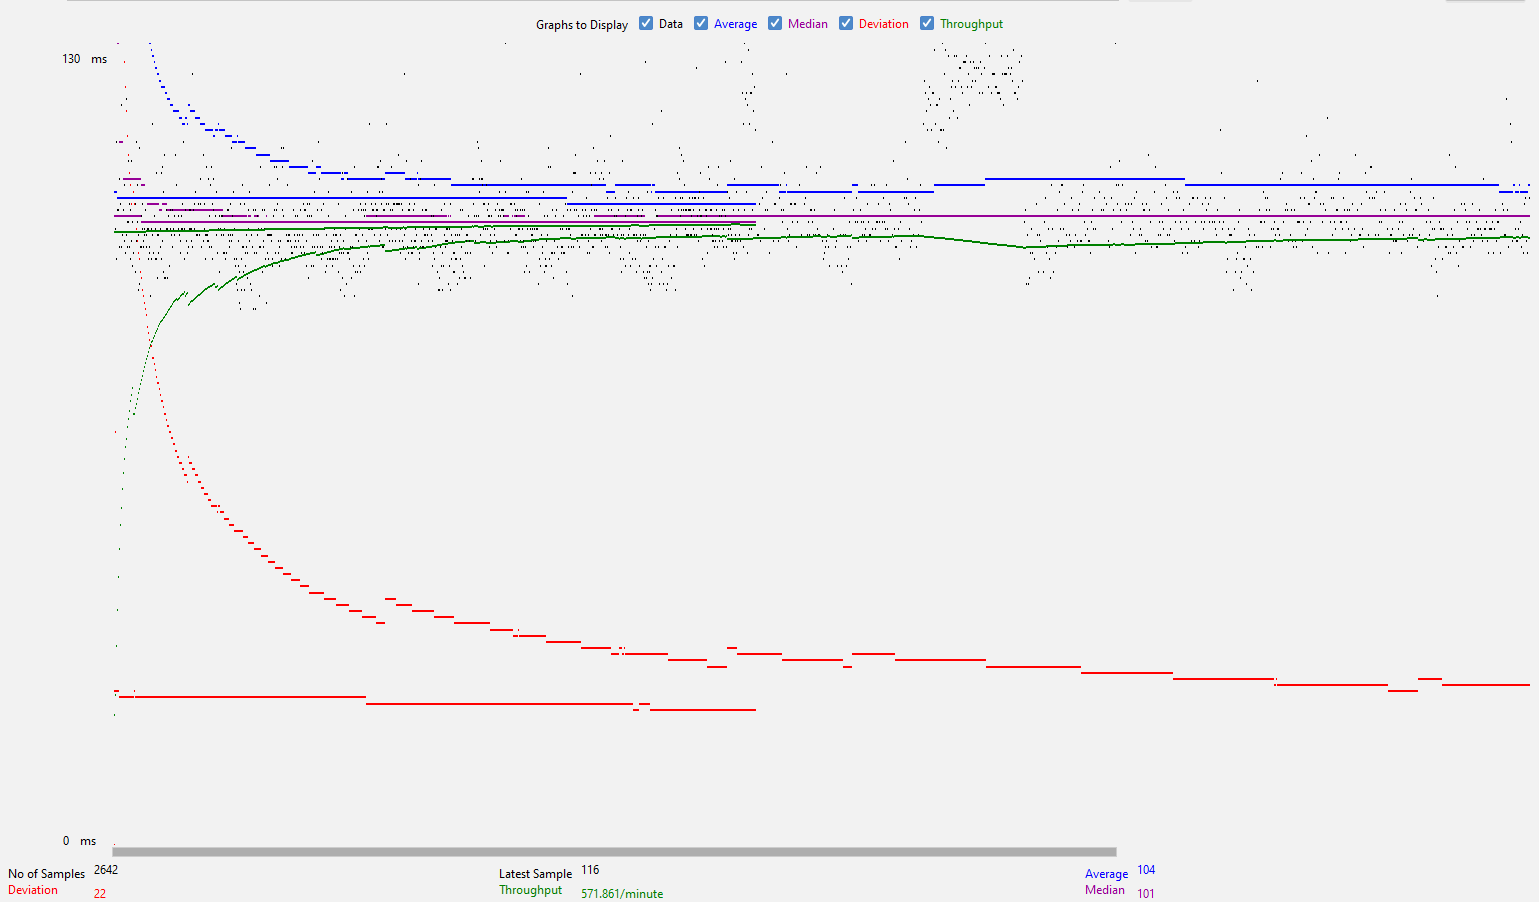 Graphs to Display Data Average Median Deviation Throughput
130 ms
0 ms
No of Samples 2642 Latest Sample 116 Average 104
Deviation 22 Throughput 571.861/minute Median 101